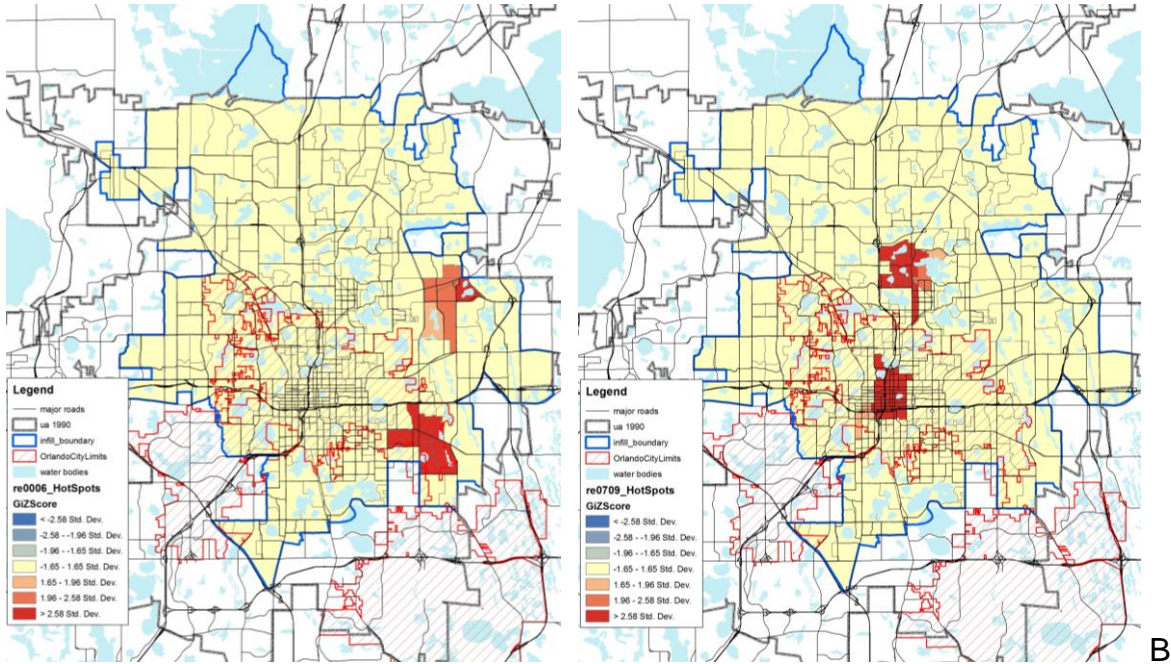 Legend
major roads
ua 1990
infill_boundary
OrlandoCityLimits
water bodies
re0006_HotSpots
GiZScore
< -2.58 Std. Dev.
-2.58 - -1.96 Std. Dev.
-1.96 - -1.65 Std. Dev.
-1.65 - 1.65 Std. Dev.
1.65 - 1.96 Std. Dev.
1.96 - 2.58 Std. Dev.
> 2.58 Std. Dev.
Legend
major roads
ua 1990
infill_boundary
OrlandoCityLimits
water bodies
re0709_HotSpots
GiZScore
< -2.58 Std. Dev.
-2.58 - -1.96 Std. Dev.
-1.96 - -1.65 Std. Dev.
-1.65 - 1.65 Std. Dev.
1.65 - 1.96 Std. Dev.
1.96 - 2.58 Std. Dev.
> 2.58 Std. Dev.
B